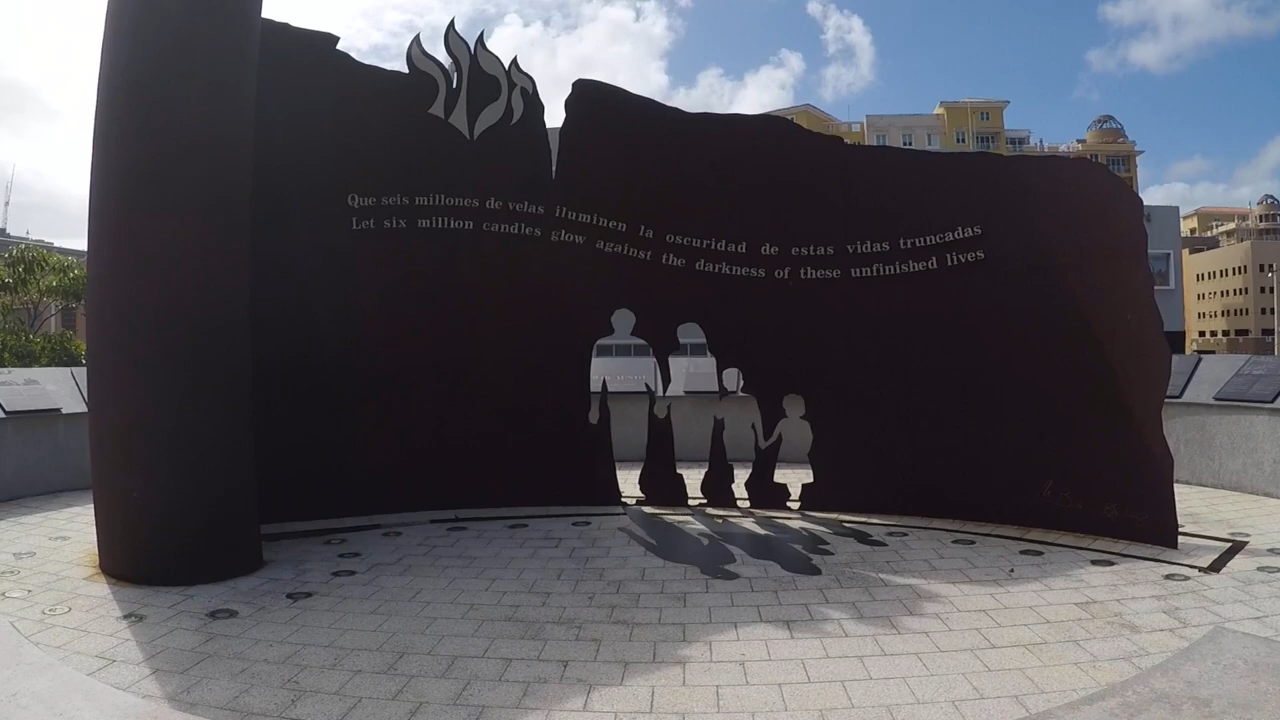 זכור
Que seis millones de velas iluminen la oscuridad de estas vidas truncadas
Let six million candles glow against the darkness of these unfinished lives